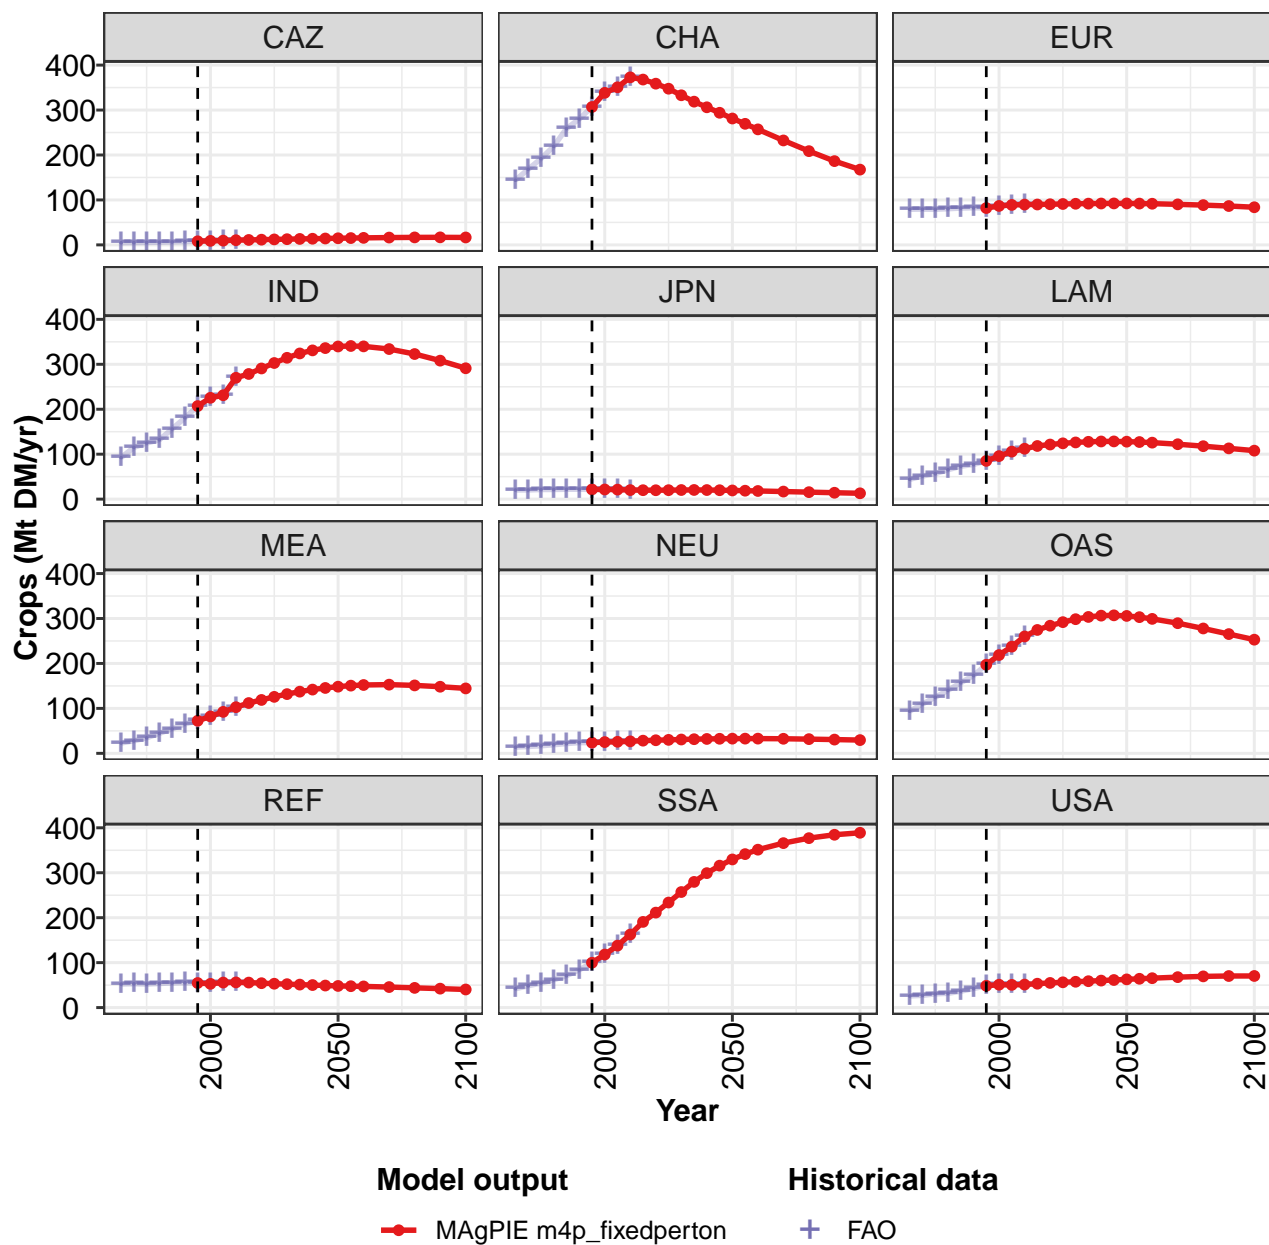 CAZ CHA EUR
400
300
200
100
0
IND JPN LAM
400
300
200
100
0
MEA NEU OAS
400
300
200
100
0
REF SSA USA
400
300
200
100
0
Crops (Mt DM/yr)
2000 2050 2100 2000 2050 2100 2000 2050 2100
Year
Model output Historical data
MAgPIE m4p_fixedperton FAO